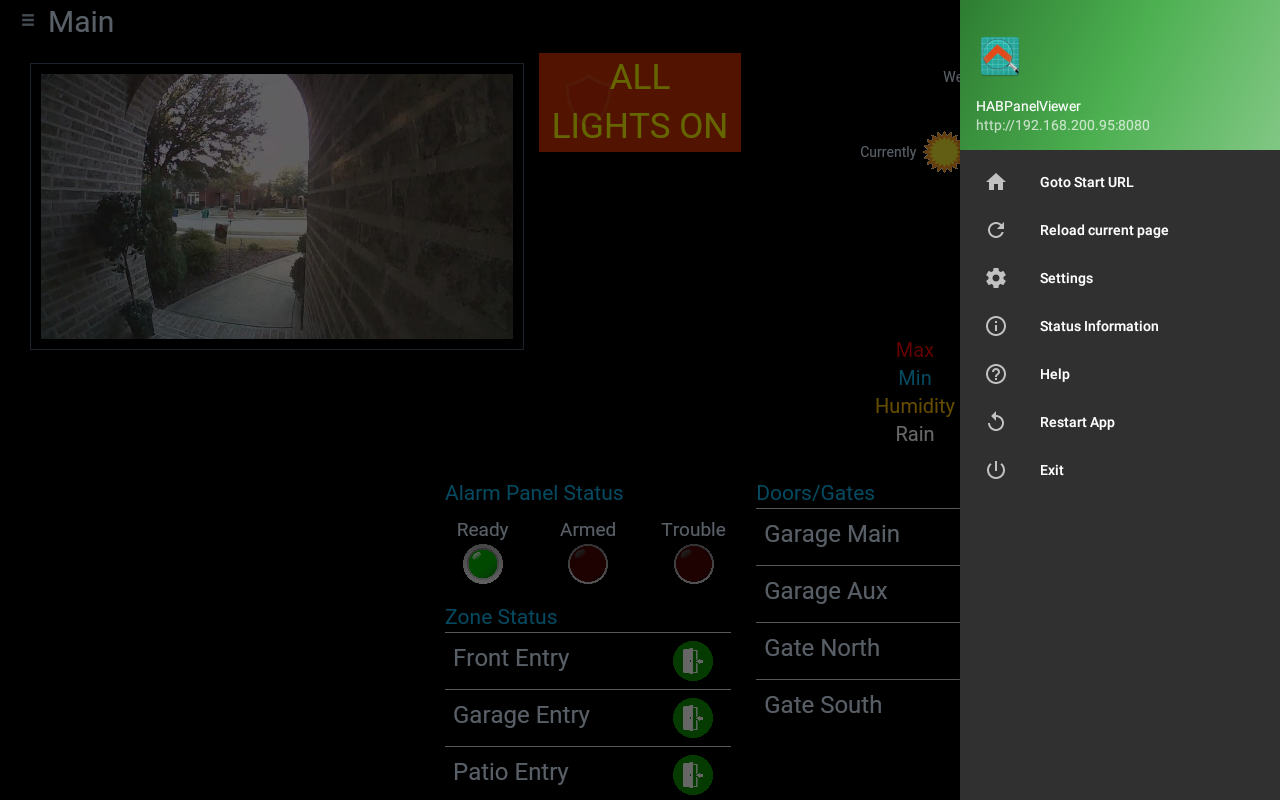 Main
ALL
LIGHTS ON
We
Currently
Max
Min
Humidity
Rain
Alarm Panel Status
Ready Armed Trouble
Zone Status
Front Entry
Garage Entry
Patio Entry
Doors/Gates
Garage Main
Garage Aux
Gate North
Gate South
HABPanelViewer
http://192.168.200.95:8080
Goto Start URL
Reload current page
Settings
Status Information
Help
Restart App
Exit